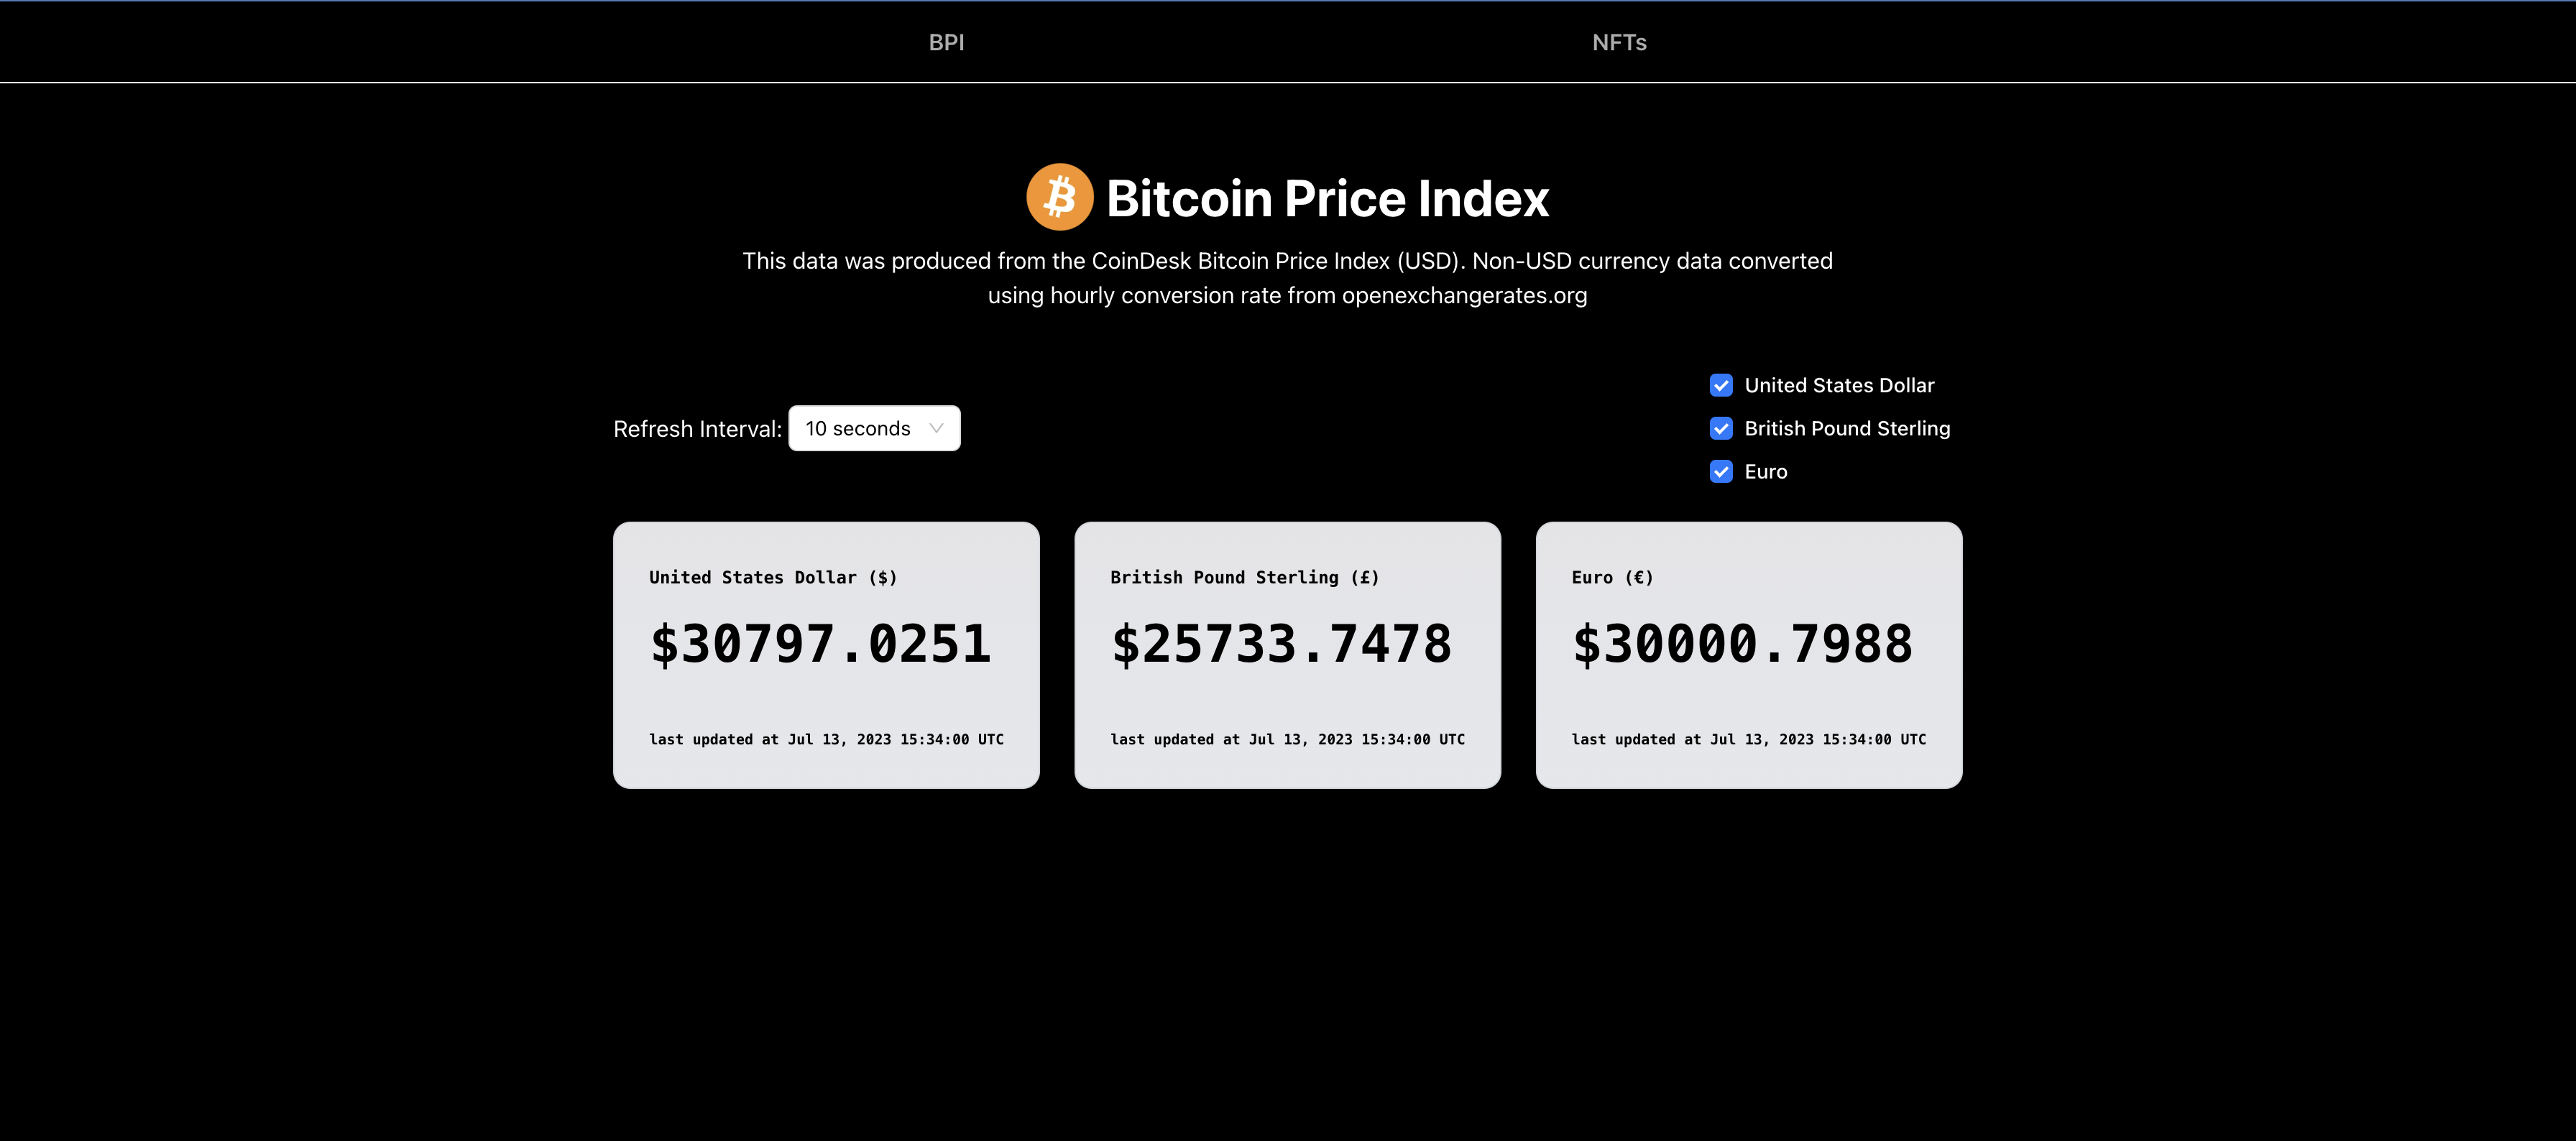 BPI
NFTs
Bitcoin Price Index
This data was produced from the CoinDesk Bitcoin Price Index (USD). Non-USD currency data converted
using hourly conversion rate from openexchangerates.org
Refresh Interval:
10 seconds
United States Dollar
British Pound Sterling
Euro
United States Dollar ($)
$30797.0251
last updated at Jul 13, 2023 15:34:00 UTC
British Pound Sterling (£)
$25733.7478
last updated at Jul 13, 2023 15:34:00 UTC
Euro (€)
$30000.7988
last updated at Jul 13, 2023 15:34:00 UTC